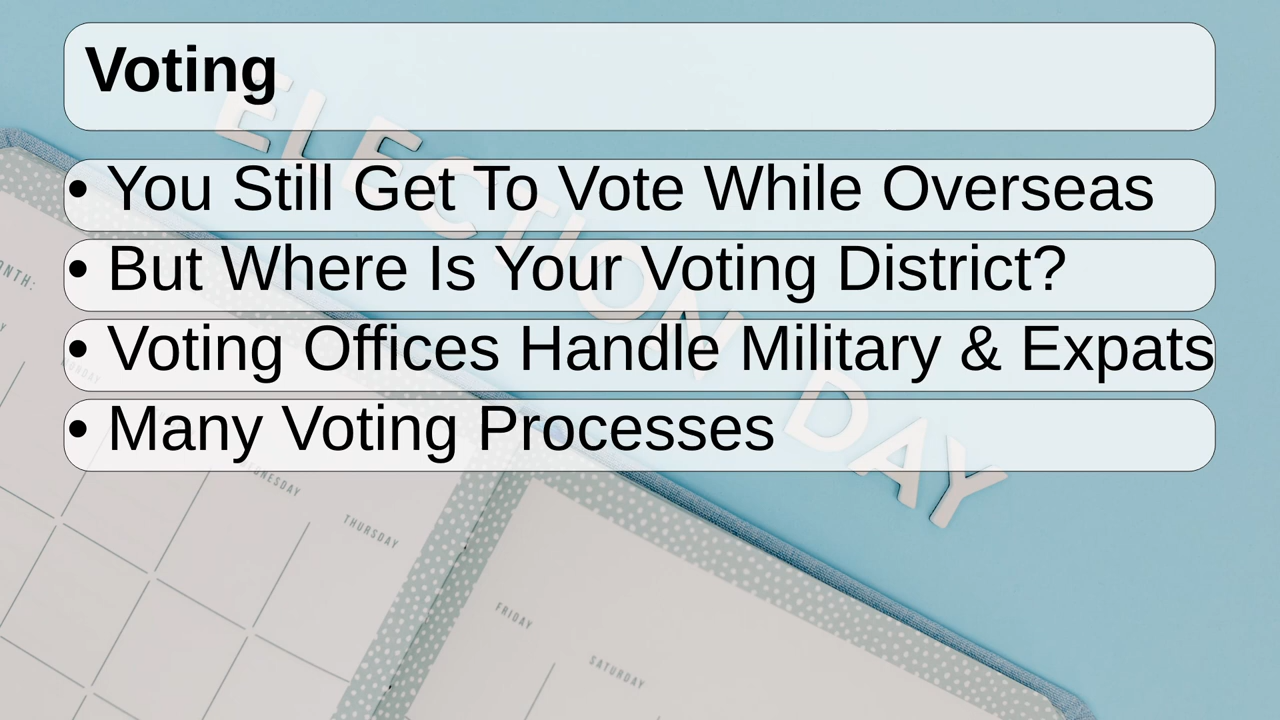 Voting
• You Still Get To Vote While Overseas
• But Where Is Your Voting District?
• Voting Offices Handle Military & Expats
• Many Voting Processes
ELECTION DAY
MONTH:
THURSDAY
FRIDAY
SATURDAY